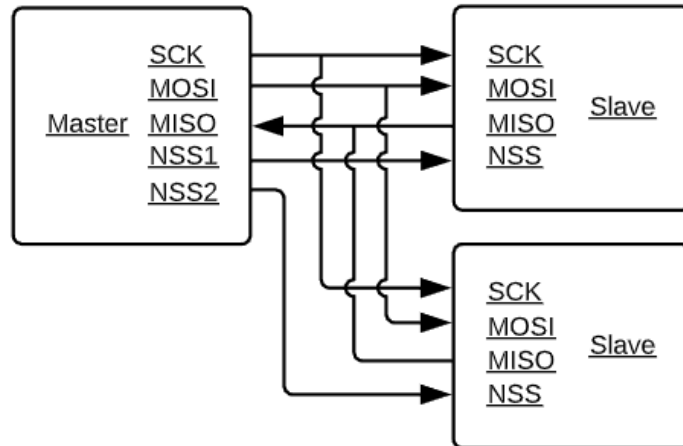 SCK
MOSI
Master
MISO
NSS1
NSS2
SCK
MOSI
Slave
MISO
NSS
SCK
MOSI
Slave
MISO
NSS